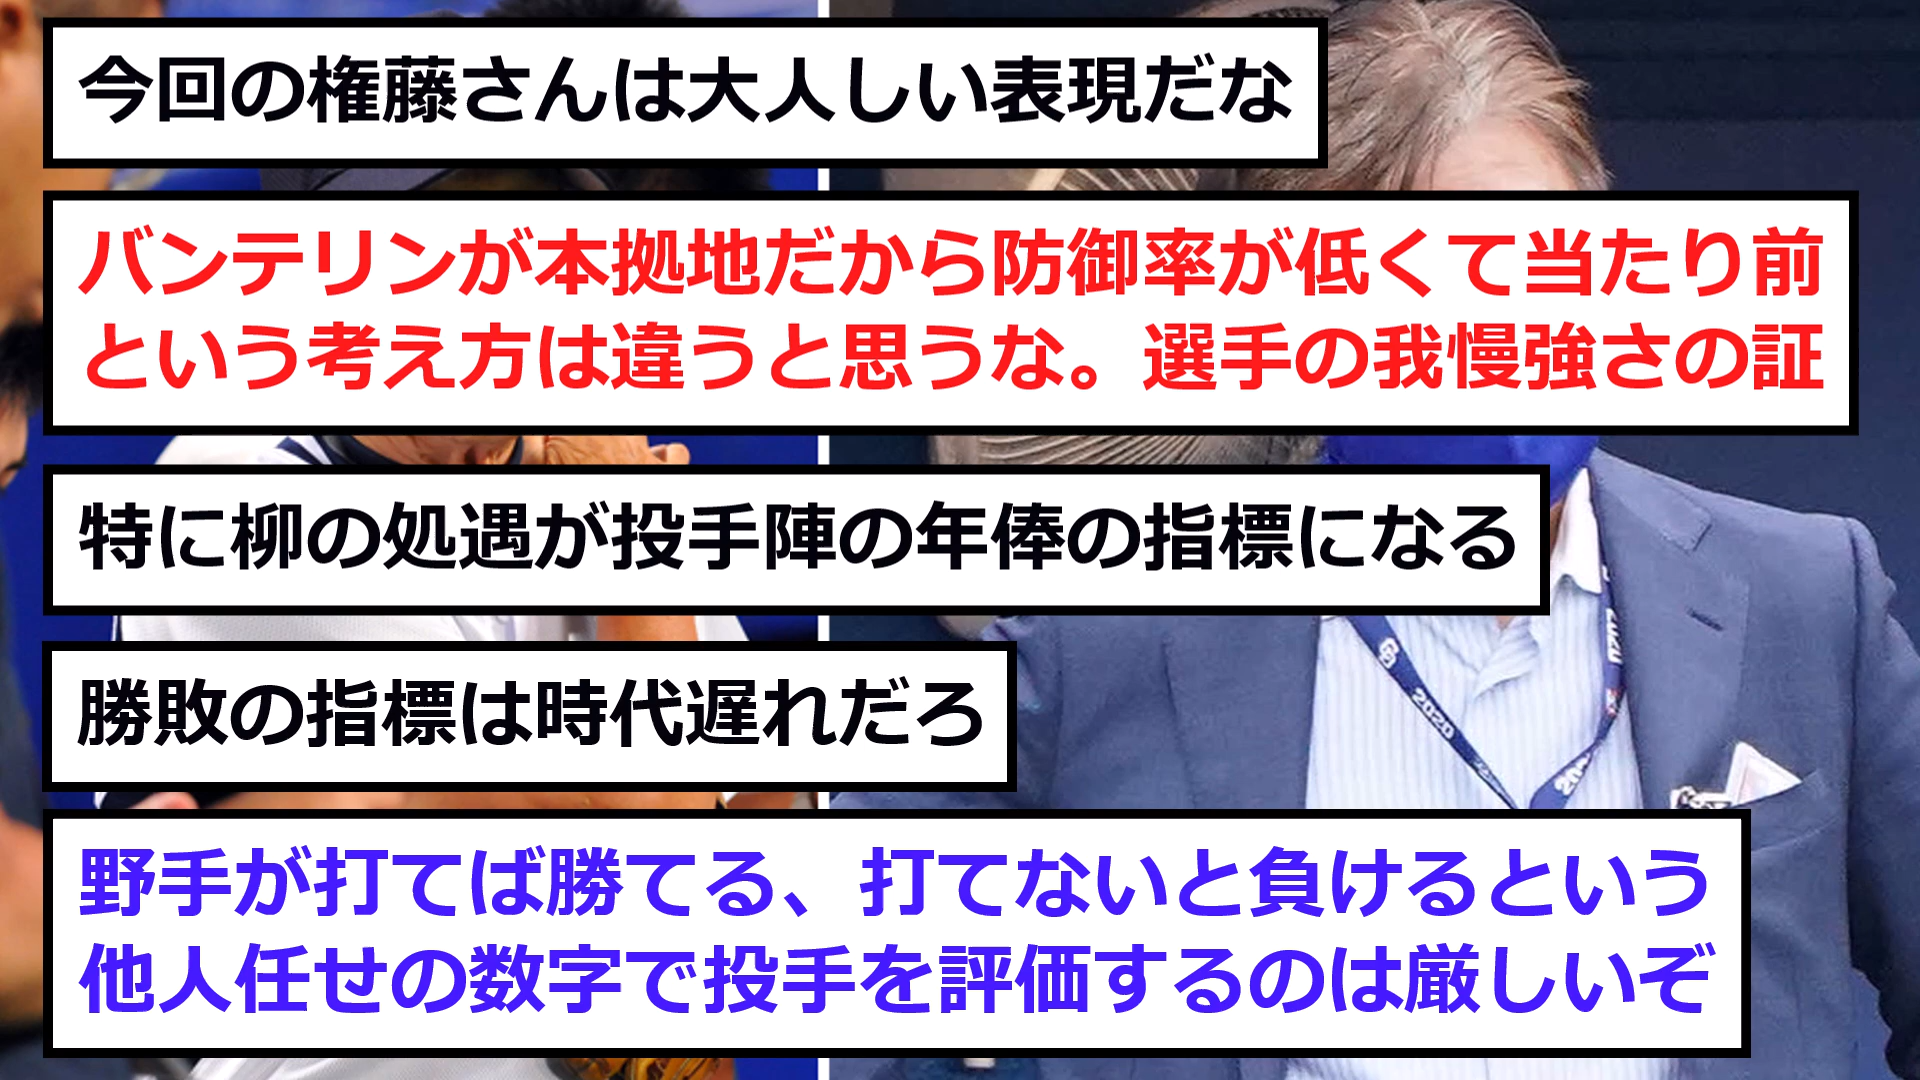 今回の権藤さんは大人しい表現だな
バンテリンが本拠地だから防御率が低くて当たり前
という考え方は違うと思うな。選手の我慢強さの証
特に柳の処遇が投手陣の年俸の指標になる
勝敗の指標は時代遅れだろ
野手が打てば勝てる、打てないと負けるという
他人任せの数字で投手を評価するのは厳しいぞ
2020
2020
202